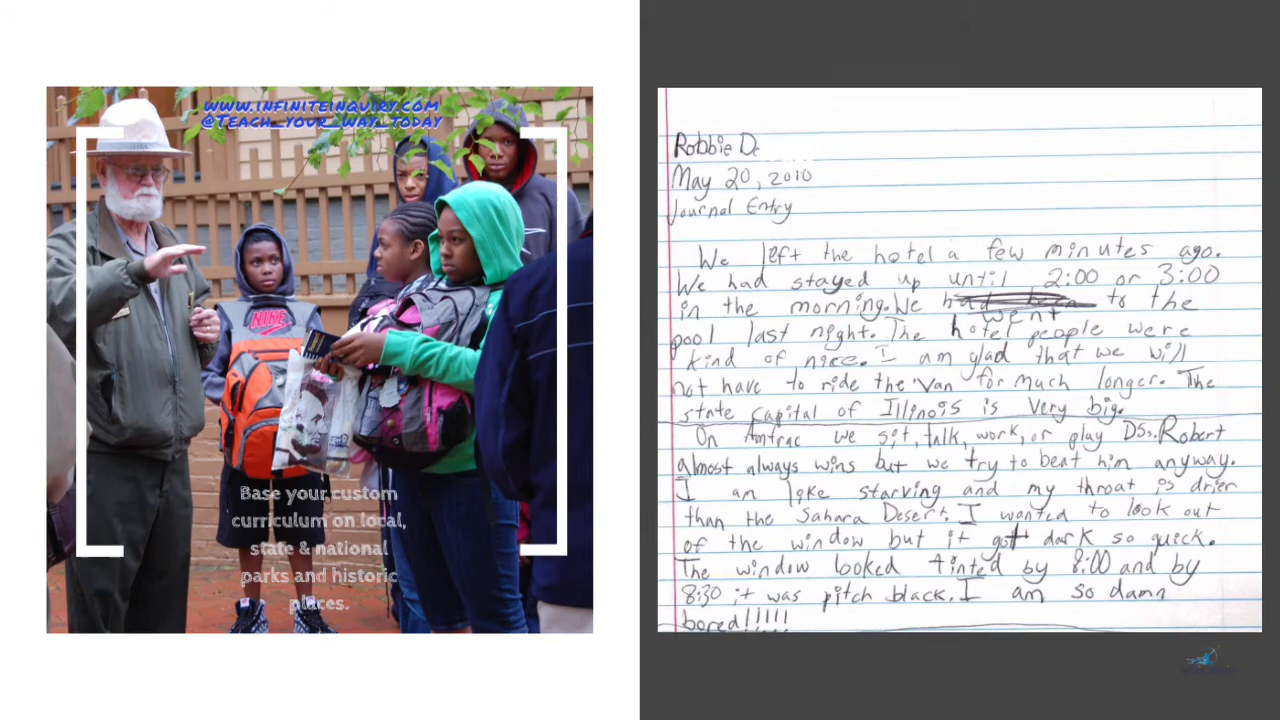 www.infiniteinquiry.com
@Teach_your_way_today
NIKE
Base your custom
curriculum on local,
state & national
parks and historic
places.
Robbie D.
May 20, 2010
Journal Entry
We left the hotel a few minutes ago.
We had stayed up until 2:00 or 3:00
in the morning. We went to the
pool last night. The hotel people were
kind of nice. I am glad that we will
not have to ride the van for much longer. The
state capital of Illinois is very big.
On Amtrac we sit, talk, work, or play DSs. Robert
almost always wins but we try to beat him anyway.
I am like starving and my throat is drier
than the Sahara Desert. I wanted to look out
of the window but it got dark so quick.
The window looked tinted by 8:00 and by
8:30 it was pitch black. I am so damn
bored!!!!!